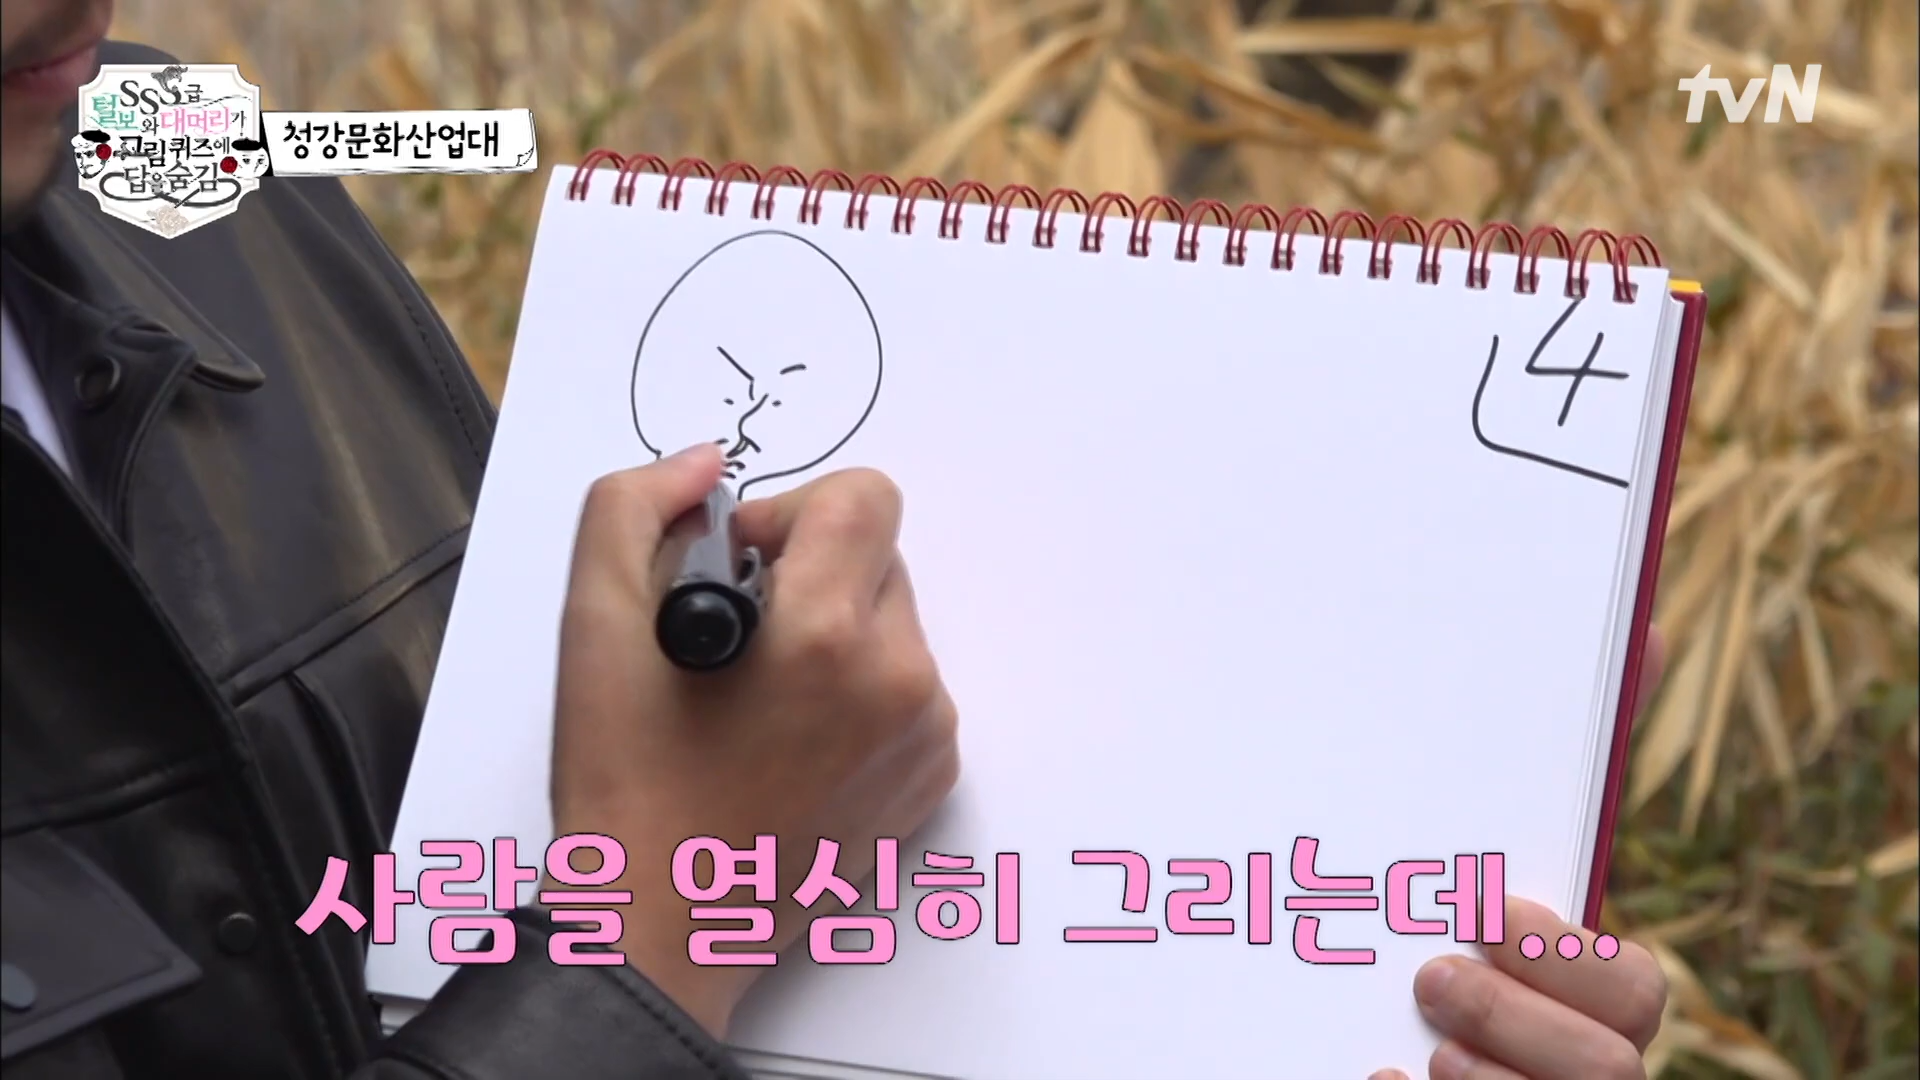 SSS급
털보와 대머리가
그림퀴즈에
답을 숨김
청강문화산업대
tvN
4
사람을 열심히 그리는데...